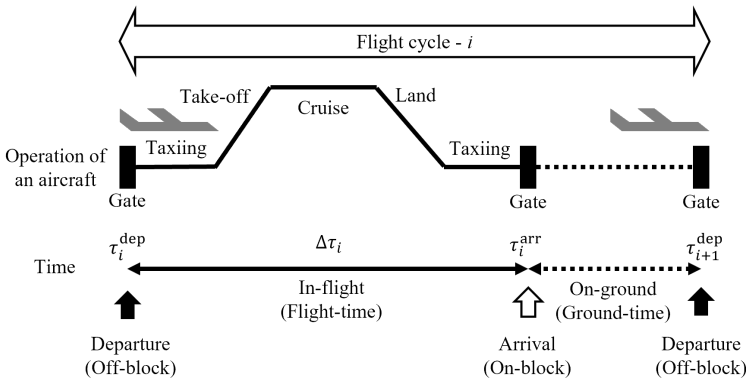 Flight cycle - i
Take-off
Land
Cruise
Taxiing
Taxiing
Operation of
an aircraft
Gate
Gate
Gate
τ_i^dep
Δτ_i
τ_i^arr
τ_{i+1}^dep
Time
In-flight
(Flight-time)
On-ground
(Ground-time)
Departure
(Off-block)
Arrival
(On-block)
Departure
(Off-block)